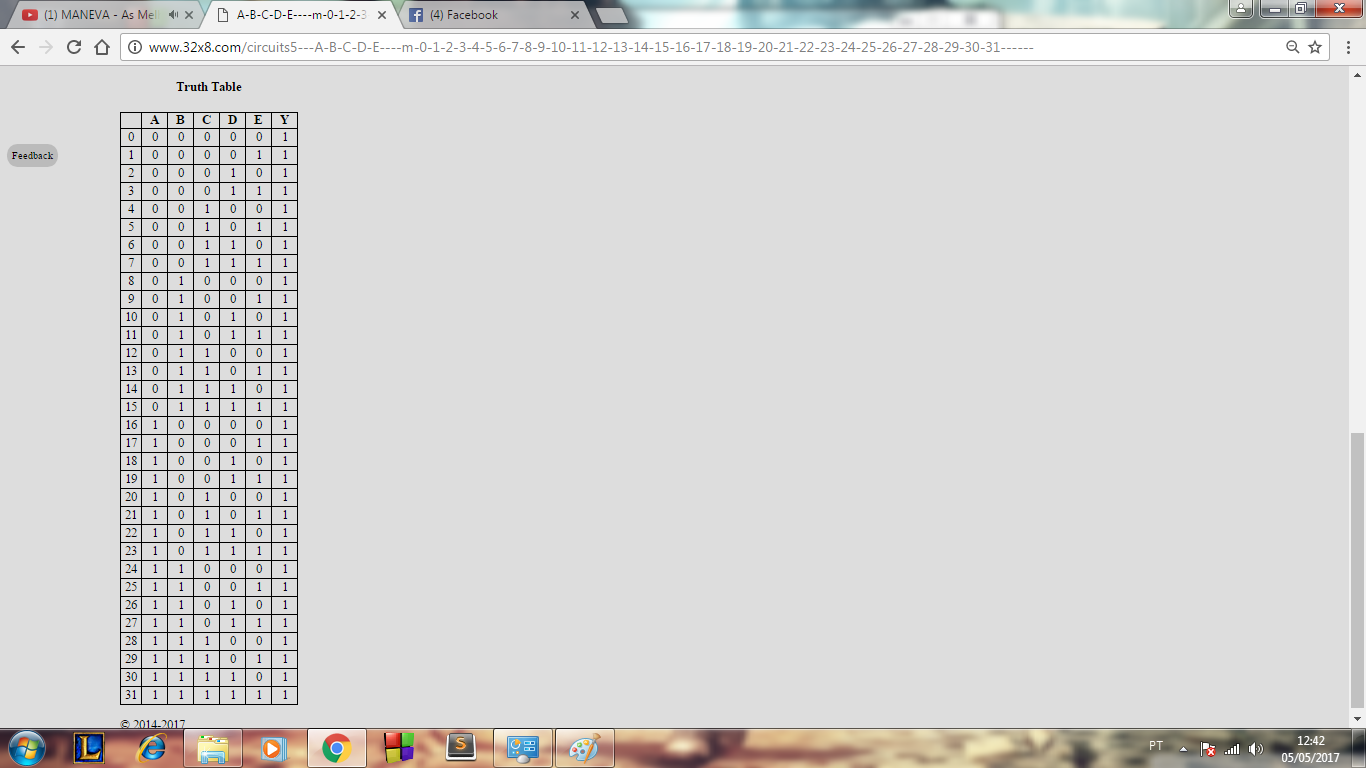 (1) MANEVA - As Mel
A-B-C-D-E----m-0-1-2-3
(4) Facebook
www.32x8.com/circuits5---A-B-C-D-E----m-0-1-2-3-4-5-6-7-8-9-10-11-12-13-14-15-16-17-18-19-20-21-22-23-24-25-26-27-28-29-30-31------
Truth Table
A B C D E Y
0 0 0 0 0 0 1
1 0 0 0 0 1 1
2 0 0 0 1 0 1
3 0 0 0 1 1 1
4 0 0 1 0 0 1
5 0 0 1 0 1 1
6 0 0 1 1 0 1
7 0 0 1 1 1 1
8 0 1 0 0 0 1
9 0 1 0 0 1 1
10 0 1 0 1 0 1
11 0 1 0 1 1 1
12 0 1 1 0 0 1
13 0 1 1 0 1 1
14 0 1 1 1 0 1
15 0 1 1 1 1 1
16 1 0 0 0 0 1
17 1 0 0 0 1 1
18 1 0 0 1 0 1
19 1 0 0 1 1 1
20 1 0 1 0 0 1
21 1 0 1 0 1 1
22 1 0 1 1 0 1
23 1 0 1 1 1 1
24 1 1 0 0 0 1
25 1 1 0 0 1 1
26 1 1 0 1 0 1
27 1 1 0 1 1 1
28 1 1 1 0 0 1
29 1 1 1 0 1 1
30 1 1 1 1 0 1
31 1 1 1 1 1 1
Feedback
© 2014-2017
PT
12:42
05/05/2017